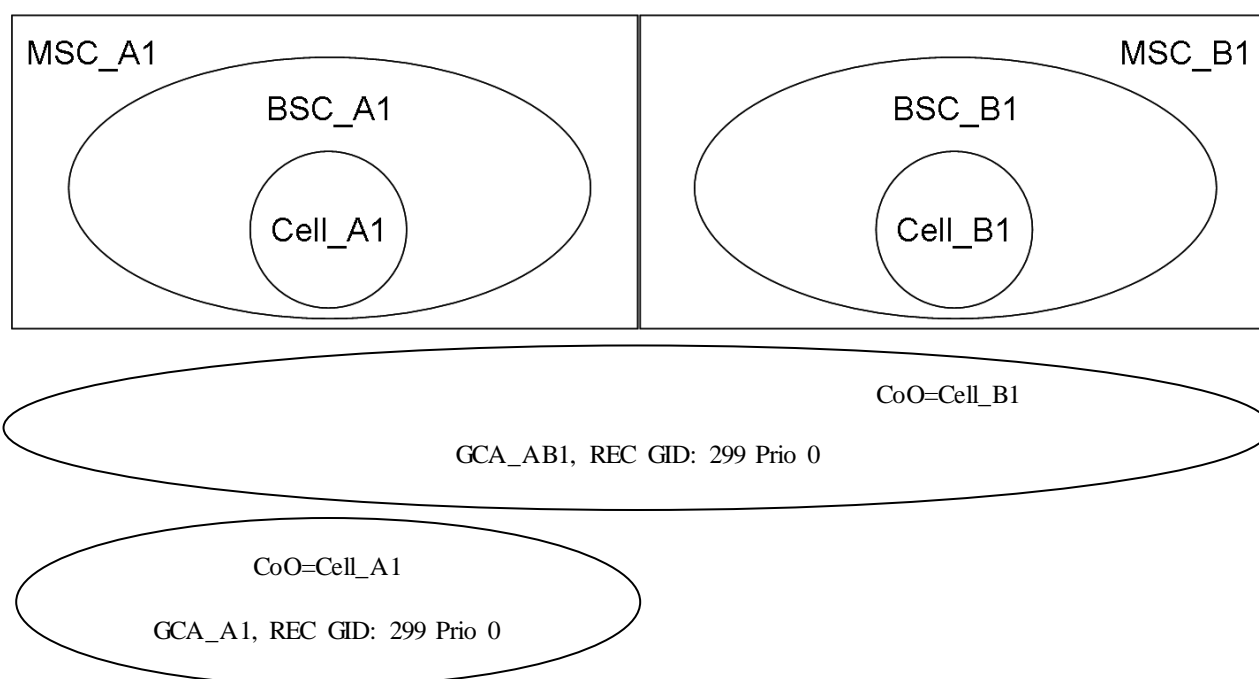 MSC_A1
MSC_B1
BSC_A1
BSC_B1
Cell_A1
Cell_B1
CoO=Cell_B1
GCA_AB1, REC GID: 299 Prio 0
CoO=Cell_A1
GCA_A1, REC GID: 299 Prio 0